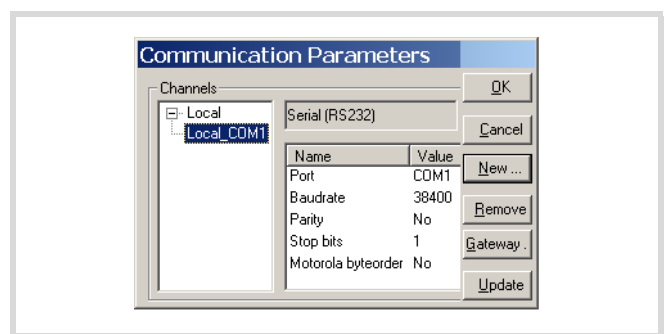 Communication Parameters
Channels
Local
Local_COM1
Serial (RS232)
Name Value
Port COM1
Baudrate 38400
Parity No
Stop bits 1
Motorola byteorder No
OK
Cancel
New ...
Remove
Gateway .
Update